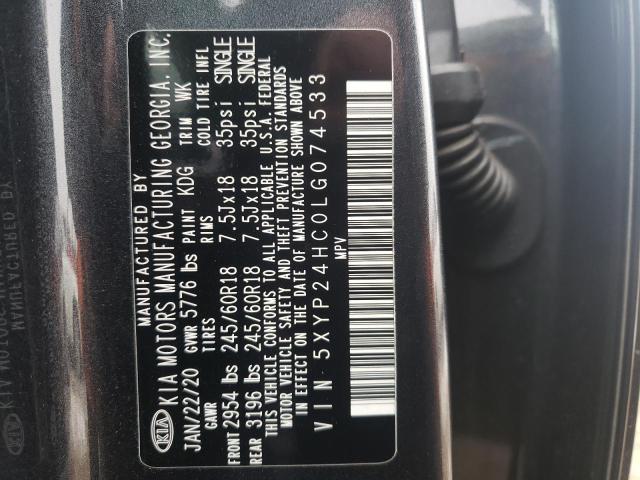 MANUFACTURED BY
KIA KIA MOTORS MANUFACTURING GEORGIA, INC.
JAN/22/20 GVWR 5776 lbs PAINT KDG TRIM WK
GAWR TIRES RIMS COLD TIRE INFL
FRONT 2954 lbs 245/60R18 7.5Jx18 35psi SINGLE
REAR 3196 lbs 245/60R18 7.5Jx18 35psi SINGLE
THIS VEHICLE CONFORMS TO ALL APPLICABLE U.S.A. FEDERAL
MOTOR VEHICLE SAFETY AND THEFT PREVENTION STANDARDS
IN EFFECT ON THE DATE OF MANUFACTURE SHOWN ABOVE
VIN 5XYP24HC0LG074533
MPV